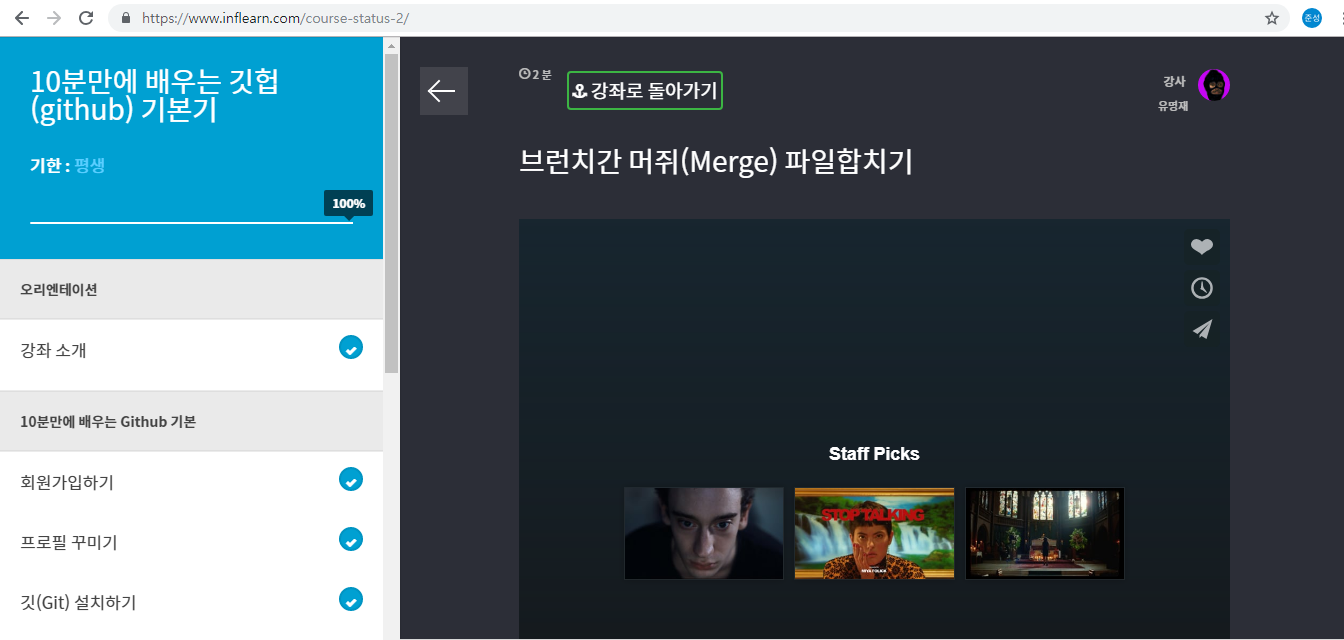 https://www.inflearn.com/course-status-2/
준성
10분만에 배우는 깃헙
(github) 기본기
기한 : 평생
100%
오리엔테이션
강좌 소개
10분만에 배우는 Github 기본
회원가입하기
프로필 꾸미기
깃(Git) 설치하기
2 분
강좌로 돌아가기
강사
유영재
브런치간 머쥐(Merge) 파일합치기
Staff Picks
STOP TALKING